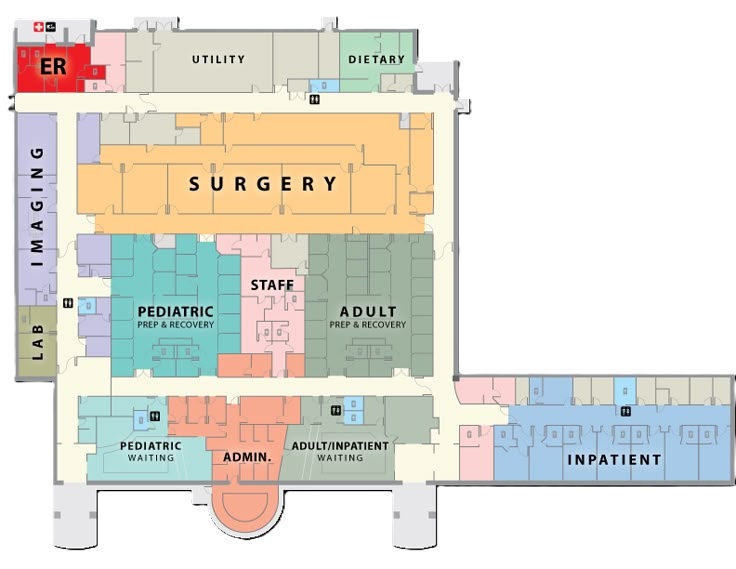 ER
UTILITY
DIETARY
IMAGING
SURGERY
STAFF
PEDIATRIC
PREP & RECOVERY
ADULT
PREP & RECOVERY
LAB
PEDIATRIC
WAITING
ADMIN.
ADULT/INPATIENT
WAITING
INPATIENT